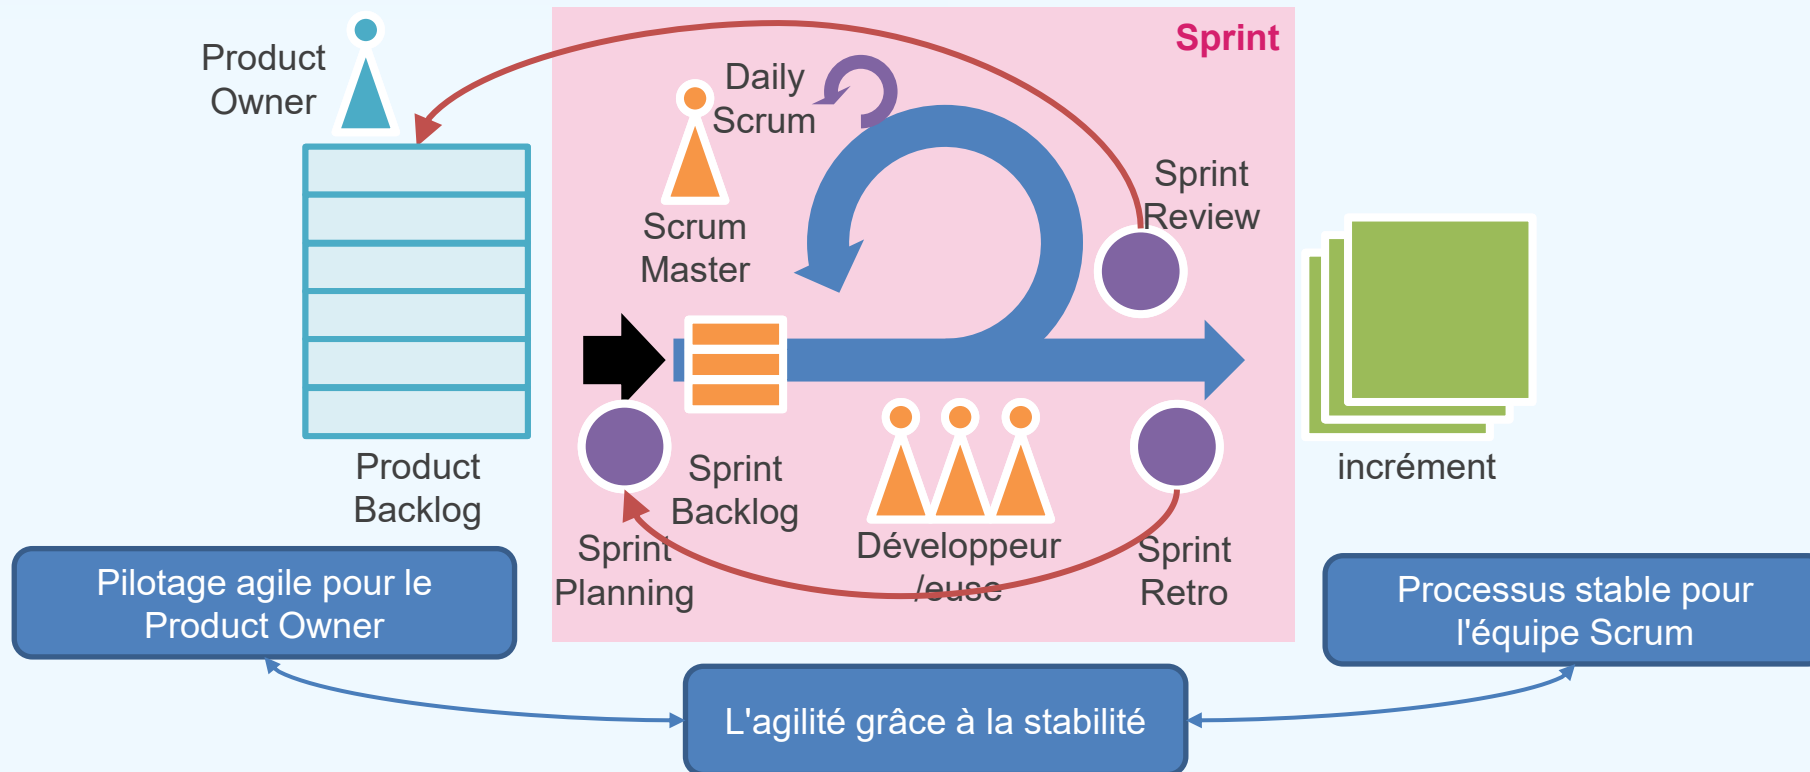 Product
Owner
Sprint
Daily
Scrum
Scrum
Master
Sprint
Review
Product
Backlog
Sprint
Backlog
Sprint
Planning
Développeur
/euse
Sprint
Retro
incrément
Pilotage agile pour le
Product Owner
L'agilité grâce à la stabilité
Processus stable pour
l'équipe Scrum